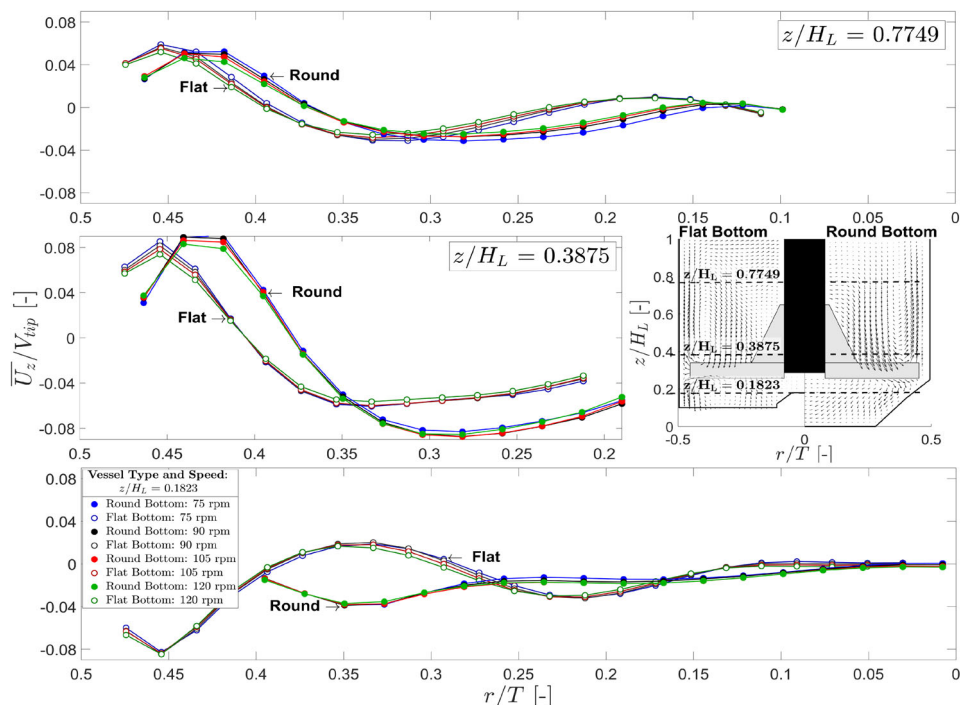 0.08
z/H_L = 0.7749
0.04
Round
Flat
0
-0.04
-0.08
0.5 0.45 0.4 0.35 0.3 0.25 0.2 0.15 0.1 0.05 0
0.08
z/H_L = 0.3875
0.04
Round
Flat
0
-0.04
-0.08
0.5 0.45 0.4 0.35 0.3 0.25 0.2
U_z/V_tip [-]
Flat Bottom Round Bottom
1
z/H_L = 0.7749
0.8
0.6
z/H_L = 0.3875
0.4
z/H_L = 0.1823
0.2
0
z/H_L [-]
-0.5 0 0.5
r/T [-]
Vessel Type and Speed:
z/H_L = 0.1823
Round Bottom: 75 rpm
Flat Bottom: 75 rpm
Round Bottom: 90 rpm
Flat Bottom: 90 rpm
Round Bottom: 105 rpm
Flat Bottom: 105 rpm
Round Bottom: 120 rpm
Flat Bottom: 120 rpm
0.08
0.04
Flat
0
-0.04
Round
-0.08
0.5 0.45 0.4 0.35 0.3 0.25 0.2 0.15 0.1 0.05 0
r/T [-]